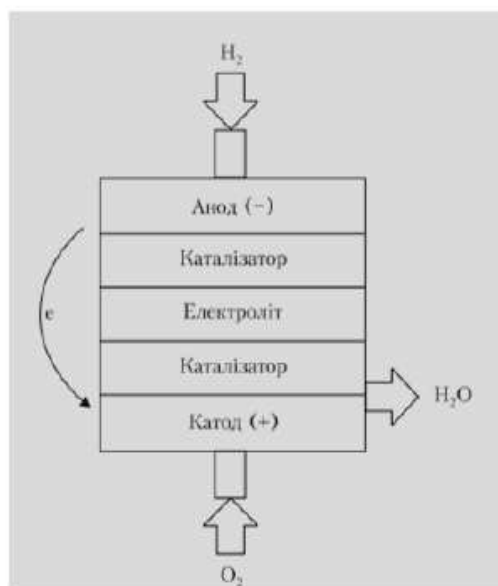 H₂
Анод (−)
Каталізатор
e
Електроліт
Каталізатор
H₂O
Катод (+)
O₂